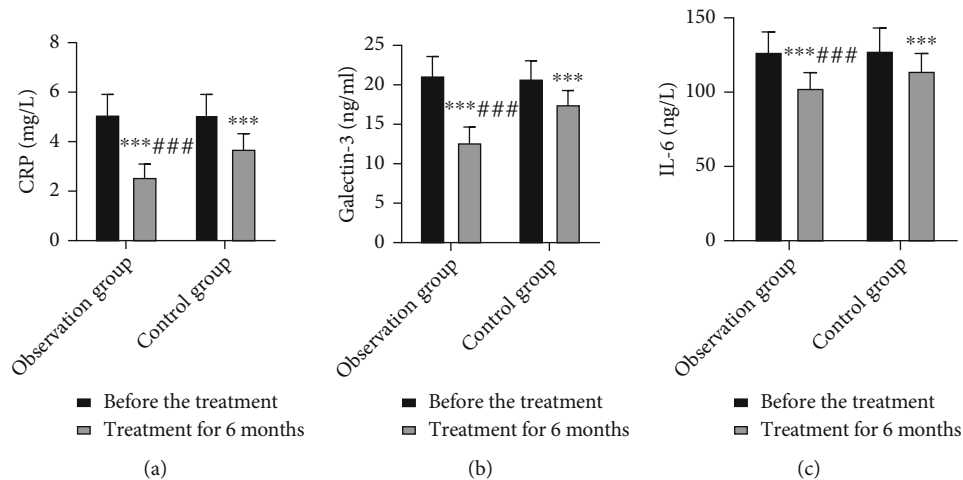 8
6
4
2
0
CRP (mg/L)
***###
***
Observation group
Control group
Before the treatment
Treatment for 6 months
(a)
25
20
15
10
5
0
Galectin-3 (ng/ml)
***###
***
Observation group
Control group
Before the treatment
Treatment for 6 months
(b)
150
100
50
0
IL-6 (ng/L)
***###
***
Observation group
Control group
Before the treatment
Treatment for 6 months
(c)